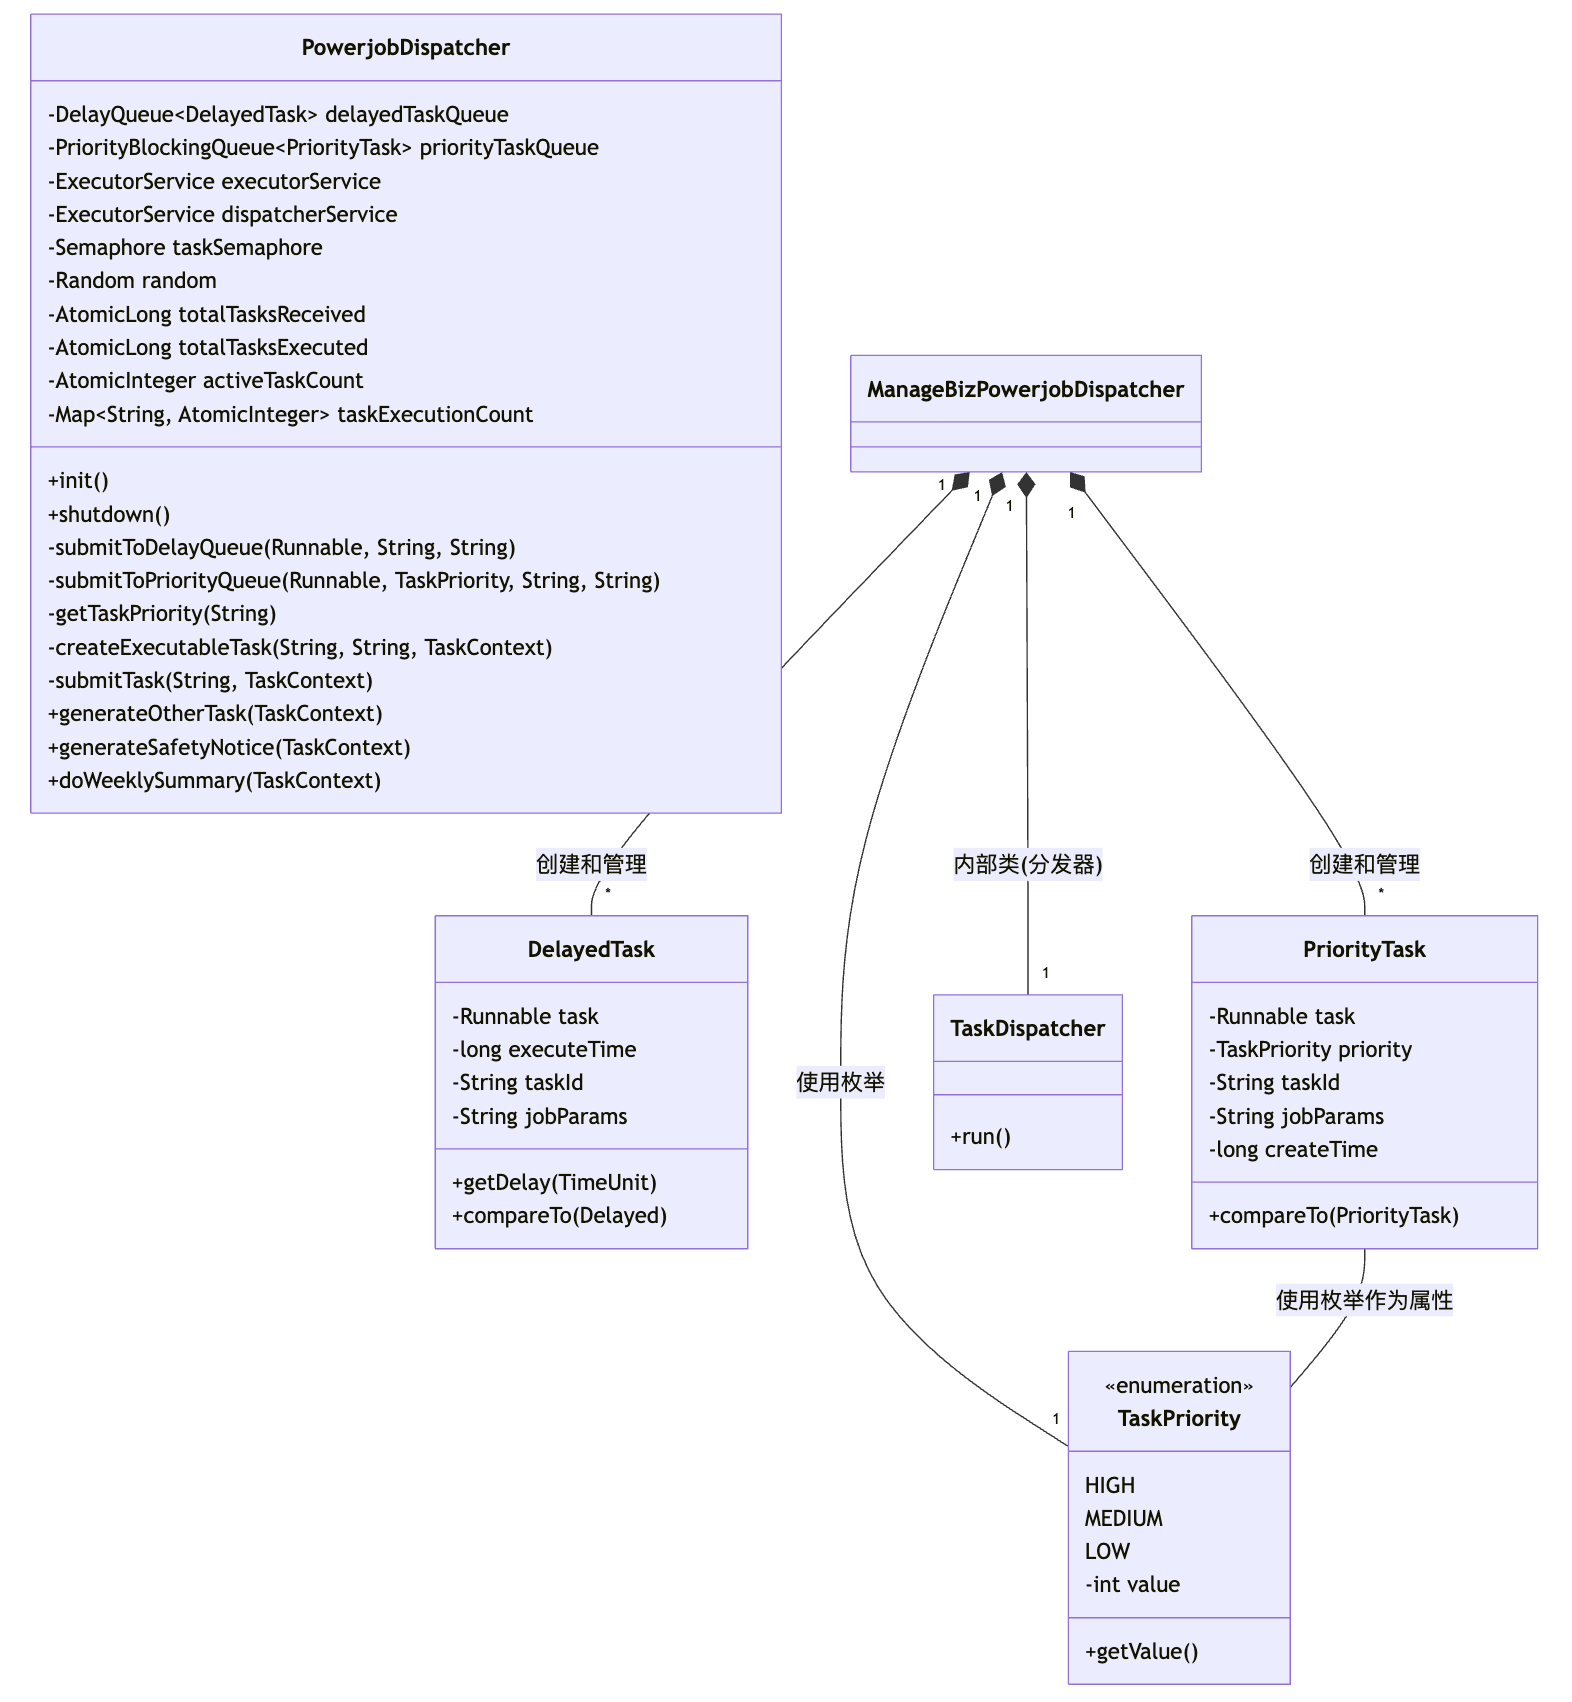 PowerjobDispatcher
-DelayQueue<DelayedTask> delayedTaskQueue
-PriorityBlockingQueue<PriorityTask> priorityTaskQueue
-ExecutorService executorService
-ExecutorService dispatcherService
-Semaphore taskSemaphore
-Random random
-AtomicLong totalTasksReceived
-AtomicLong totalTasksExecuted
-AtomicInteger activeTaskCount
-Map<String, AtomicInteger> taskExecutionCount
+init()
+shutdown()
-submitToDelayQueue(Runnable, String, String)
-submitToPriorityQueue(Runnable, TaskPriority, String, String)
-getTaskPriority(String)
-createExecutableTask(String, String, TaskContext)
-submitTask(String, TaskContext)
+generateOtherTask(TaskContext)
+generateSafetyNotice(TaskContext)
+doWeeklySummary(TaskContext)
ManageBizPowerjobDispatcher
1
1
1
1
创建和管理
*
内部类(分发器)
1
创建和管理
*
DelayedTask
-Runnable task
-long executeTime
-String taskId
-String jobParams
+getDelay(TimeUnit)
+compareTo(Delayed)
使用枚举
1
TaskDispatcher
+run()
PriorityTask
-Runnable task
-TaskPriority priority
-String taskId
-String jobParams
-long createTime
+compareTo(PriorityTask)
使用枚举作为属性
«enumeration»
TaskPriority
HIGH
MEDIUM
LOW
-int value
+getValue()